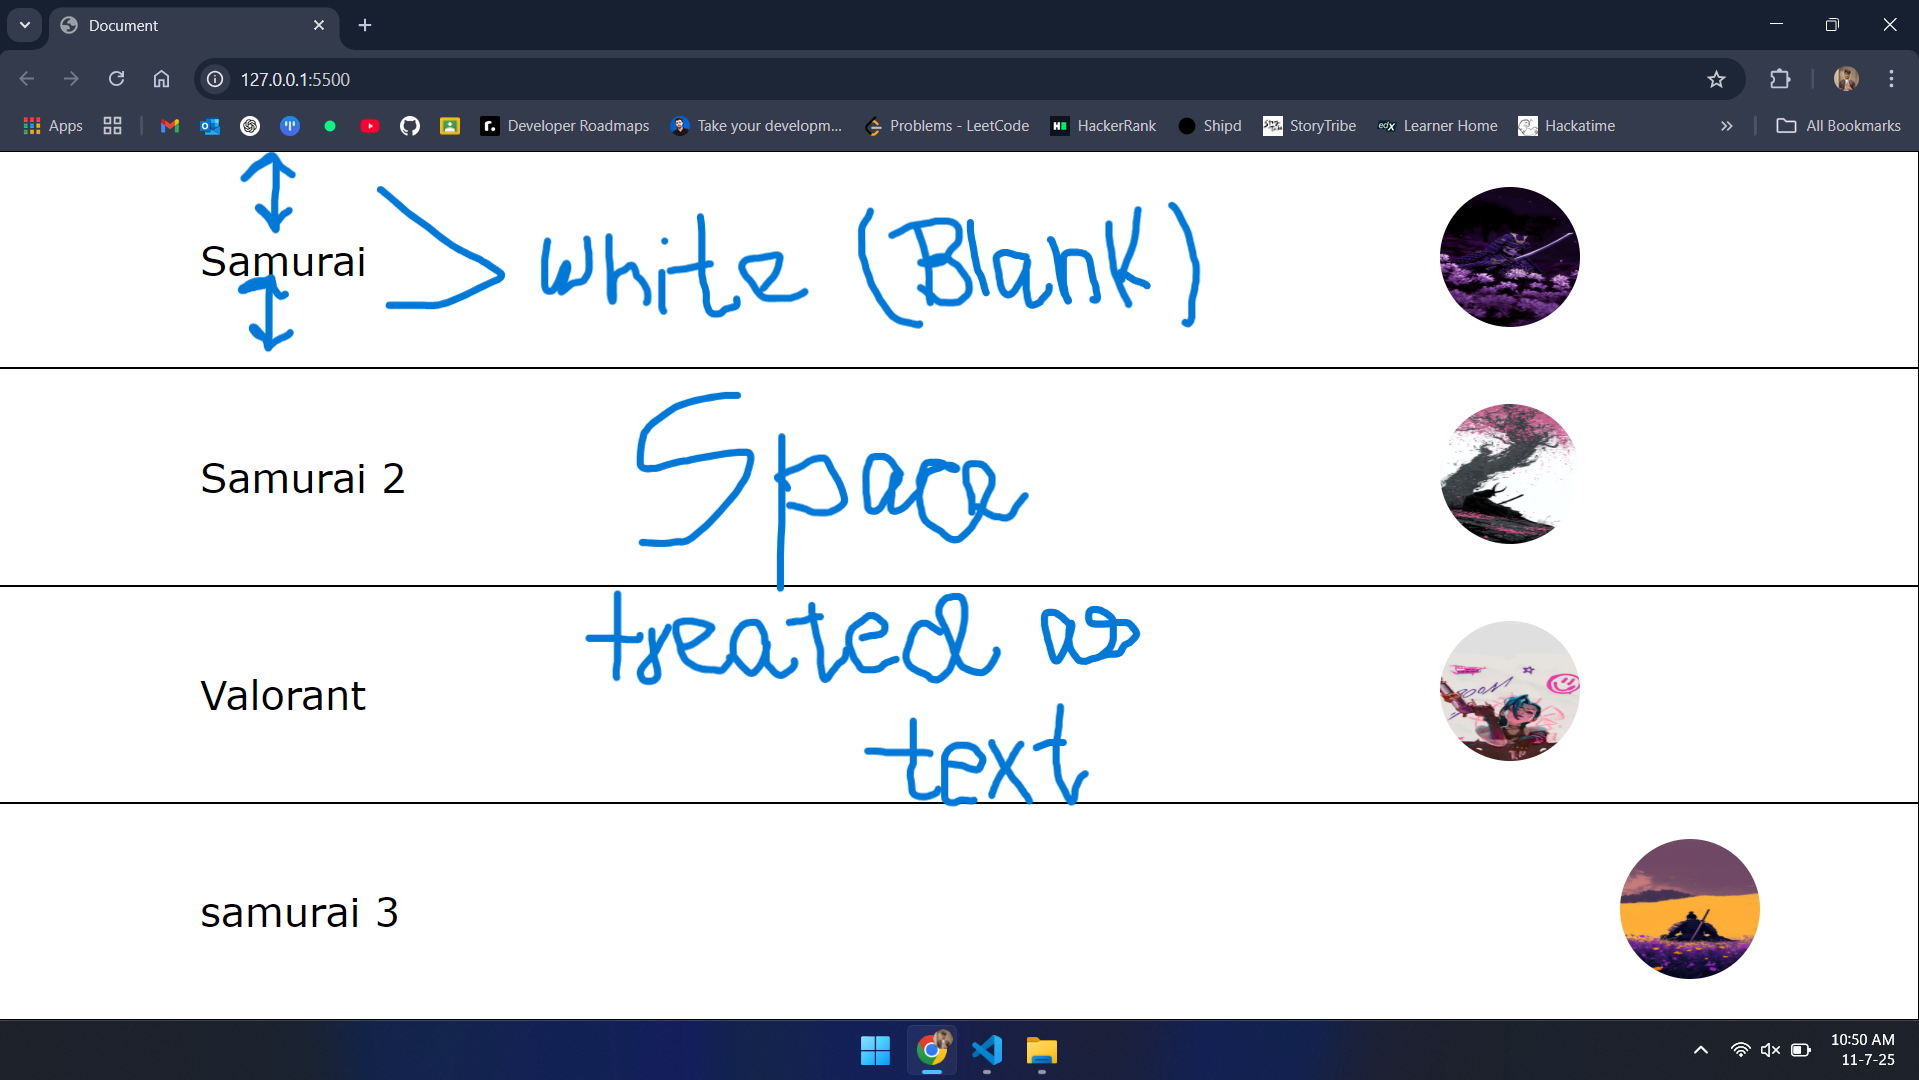 Document
127.0.0.1:5500
Apps
Developer Roadmaps
Take your developm...
Problems - LeetCode
HackerRank
Shipd
StoryTribe
Learner Home
Hackatime
All Bookmarks
Samurai
white (Blank)
Samurai 2
Space
treated as
Valorant
text
samurai 3
10:50 AM
11-7-25